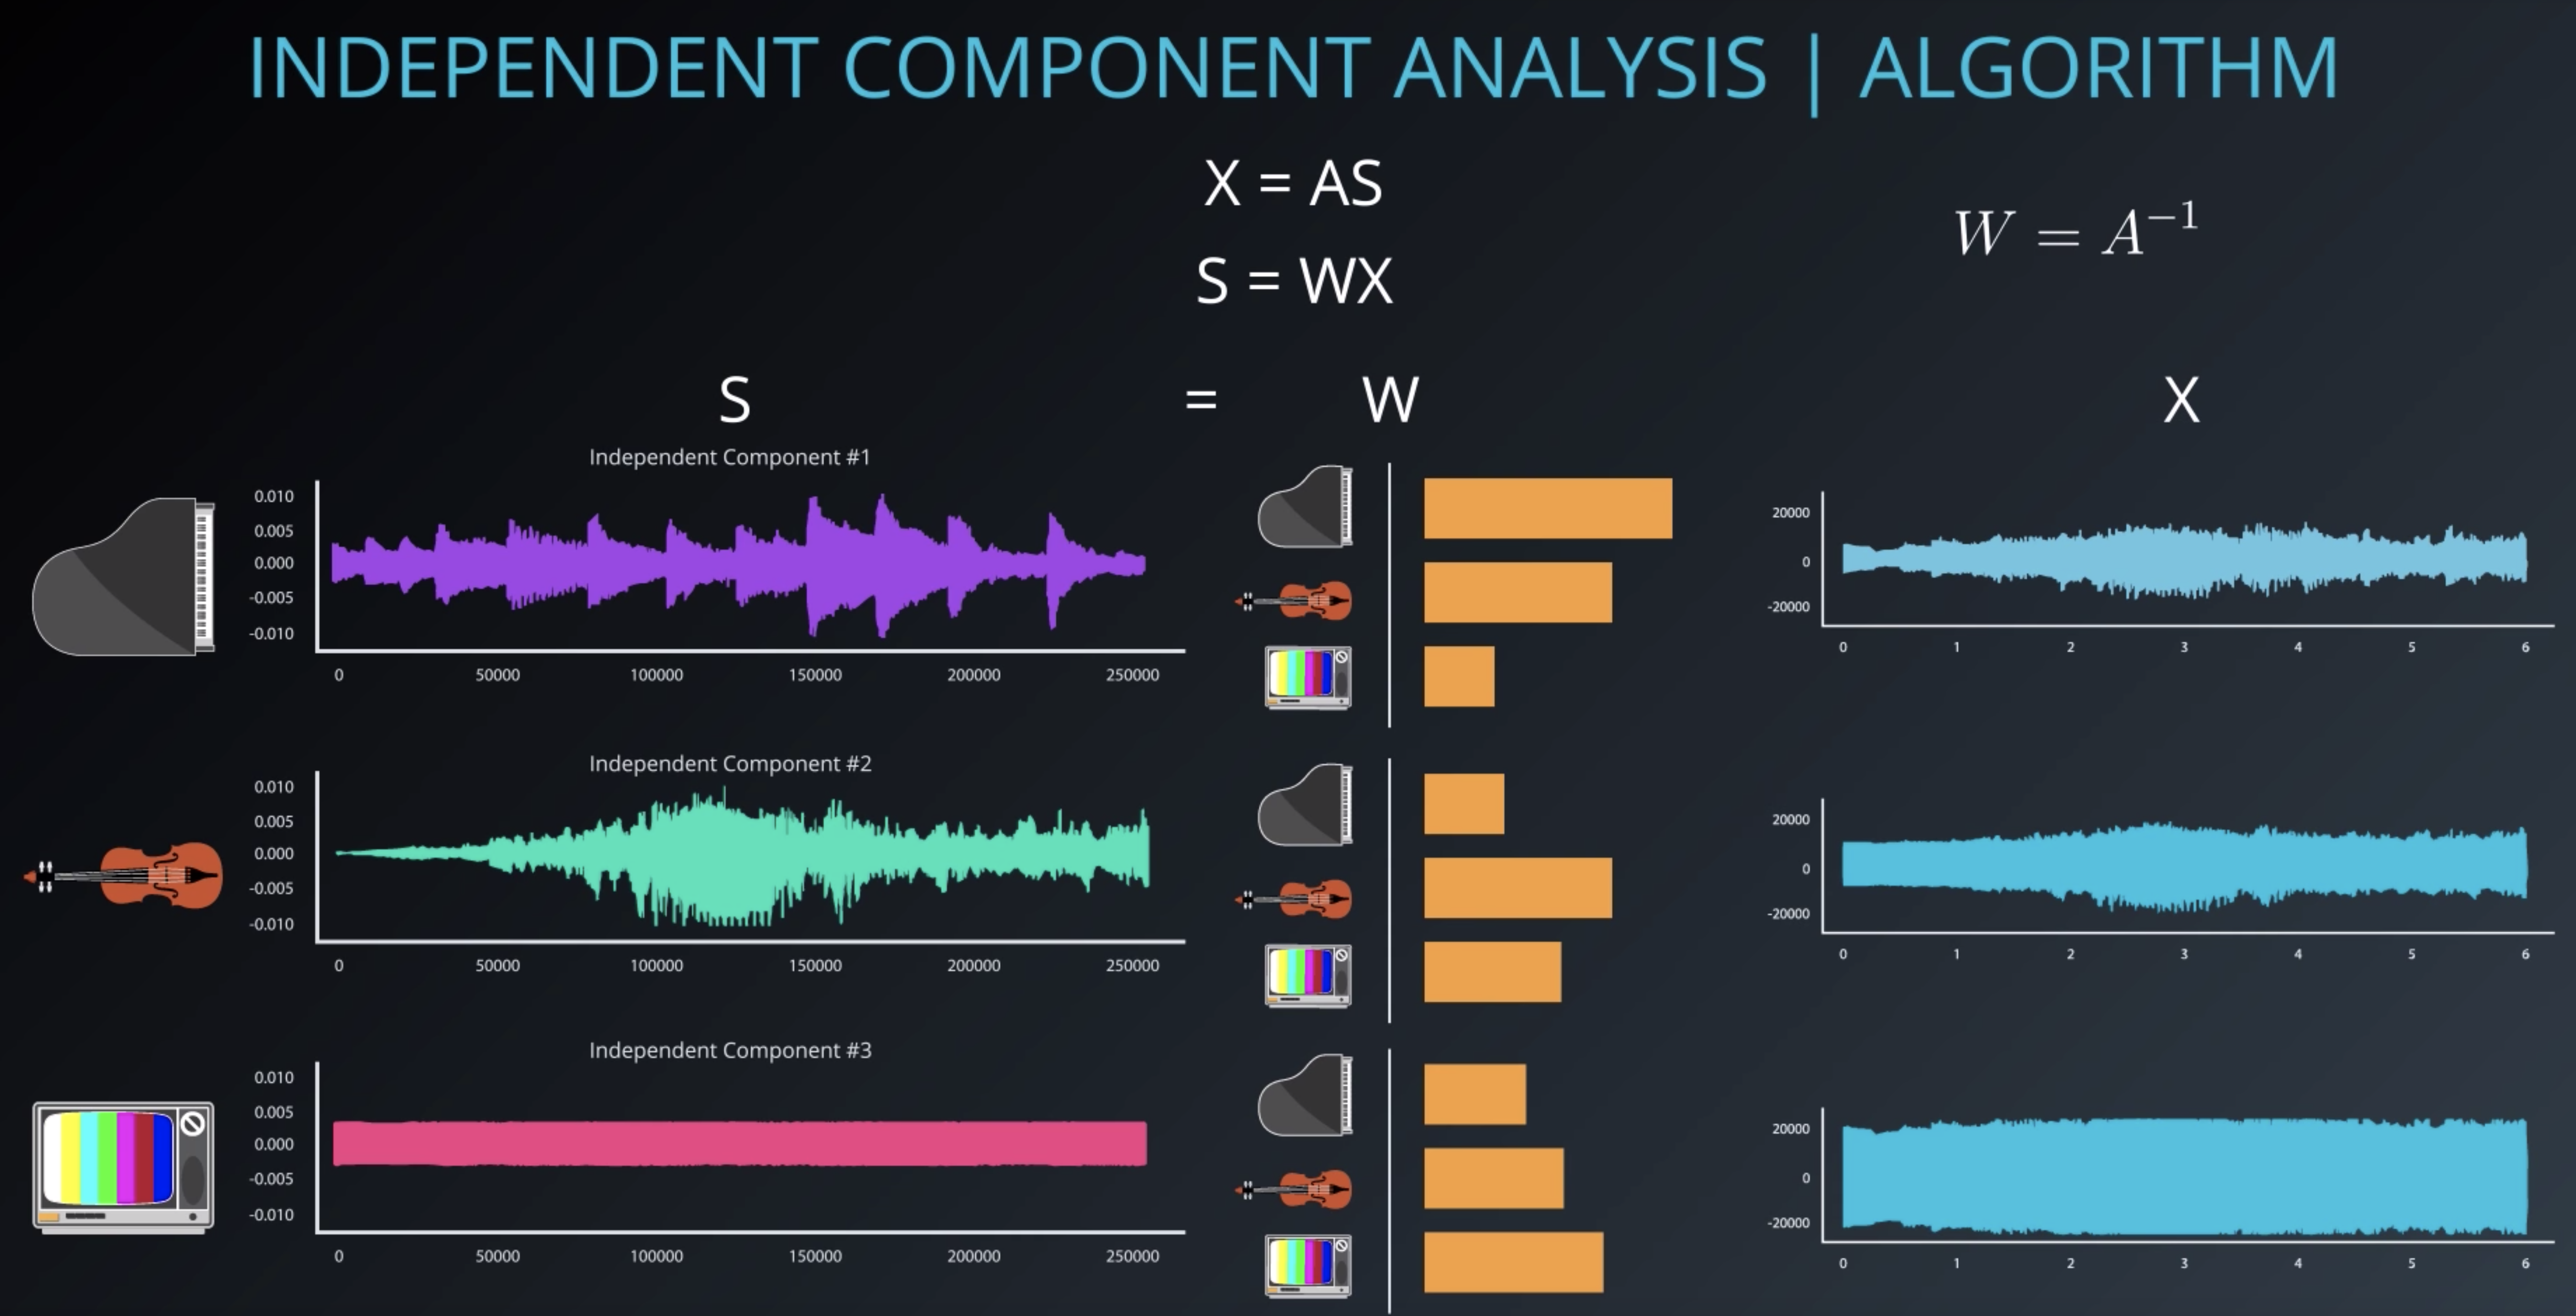 INDEPENDENT COMPONENT ANALYSIS | ALGORITHM
X = AS
W = A⁻¹
S = WX
S = W X
Independent Component #1
0.010
0.005
0.000
-0.005
-0.010
0 50000 100000 150000 200000 250000
20000
0
-20000
0 1 2 3 4 5 6
Independent Component #2
0.010
0.005
0.000
-0.005
-0.010
0 50000 100000 150000 200000 250000
20000
0
-20000
0 1 2 3 4 5 6
Independent Component #3
0.010
0.005
0.000
-0.005
-0.010
0 50000 100000 150000 200000 250000
20000
0
-20000
0 1 2 3 4 5 6